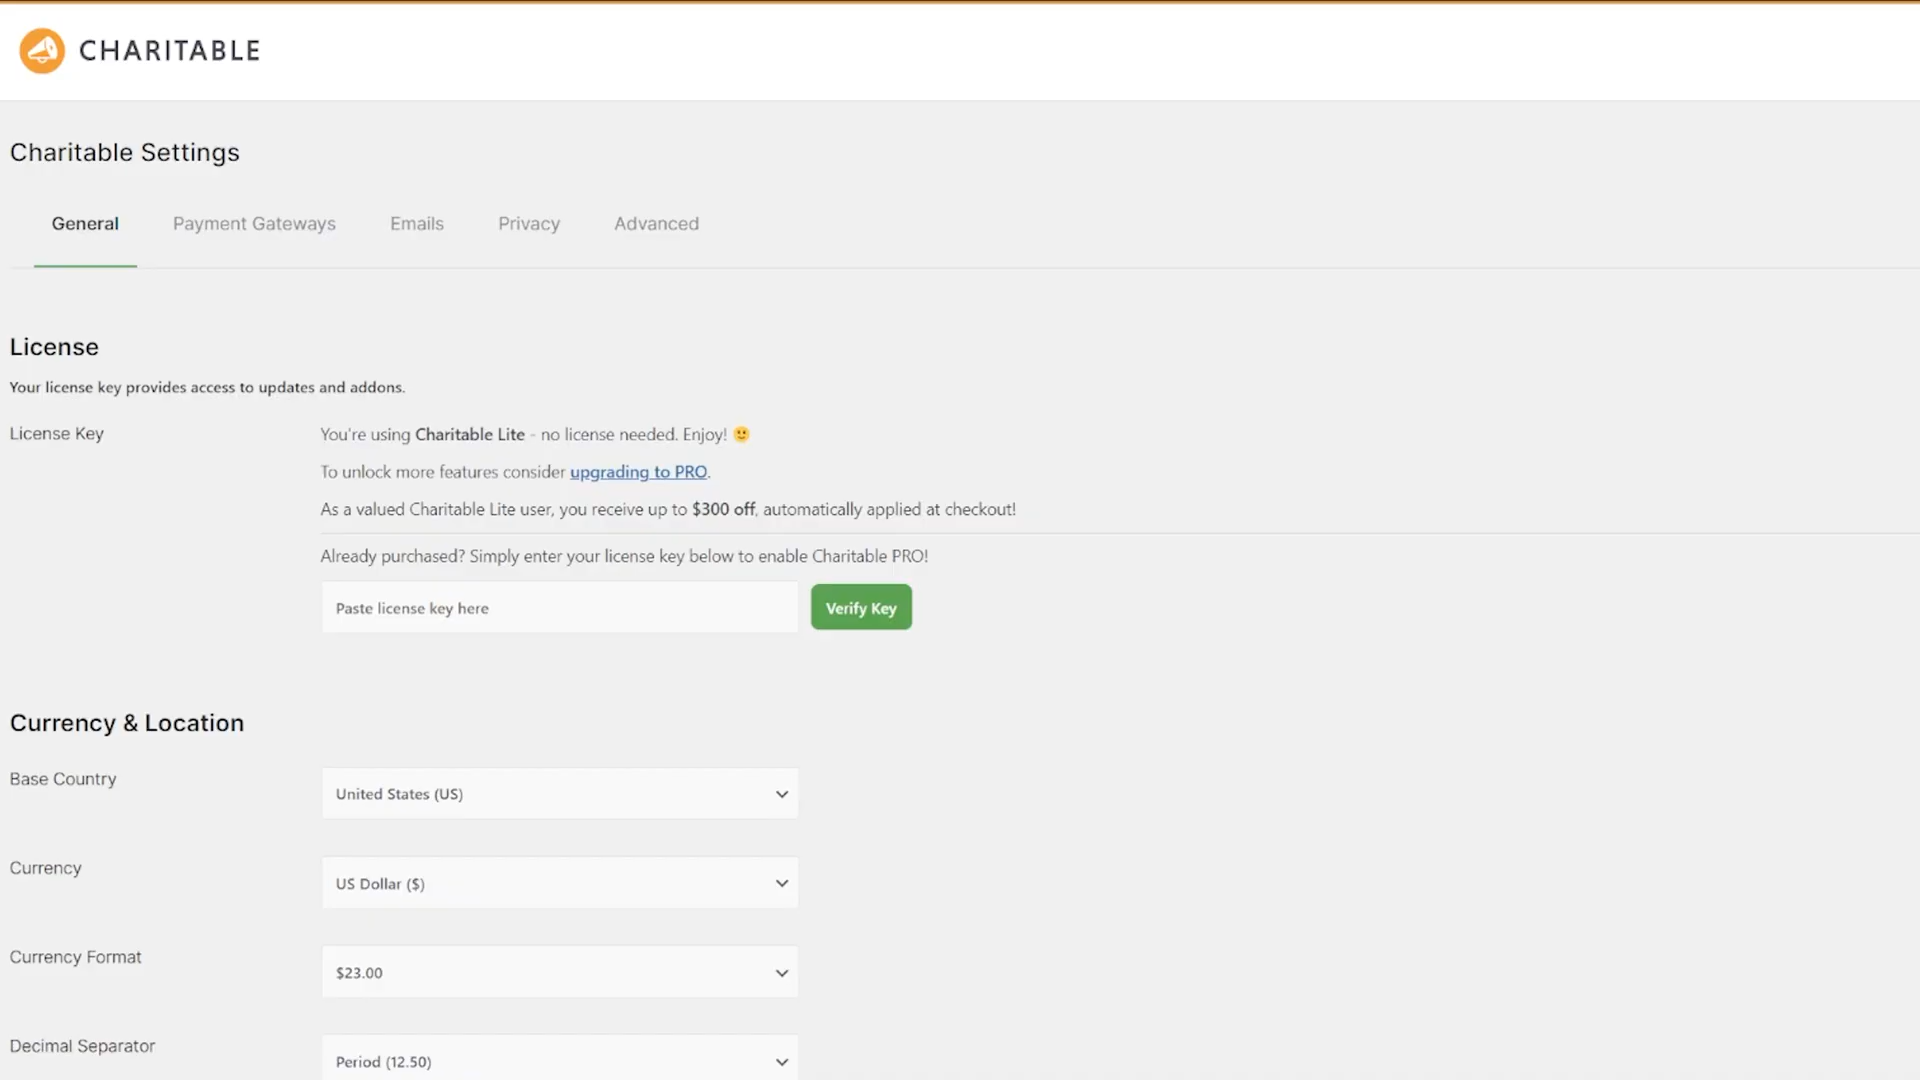 CHARITABLE
Charitable Settings
General Payment Gateways Emails Privacy Advanced
License
Your license key provides access to updates and addons.
License Key
You're using Charitable Lite - no license needed. Enjoy! 🙂
To unlock more features consider upgrading to PRO.
As a valued Charitable Lite user, you receive up to $300 off, automatically applied at checkout!
Already purchased? Simply enter your license key below to enable Charitable PRO!
Paste license key here Verify Key
Currency & Location
Base Country
United States (US)
Currency
US Dollar ($)
Currency Format
$23.00
Decimal Separator
Period (12.50)